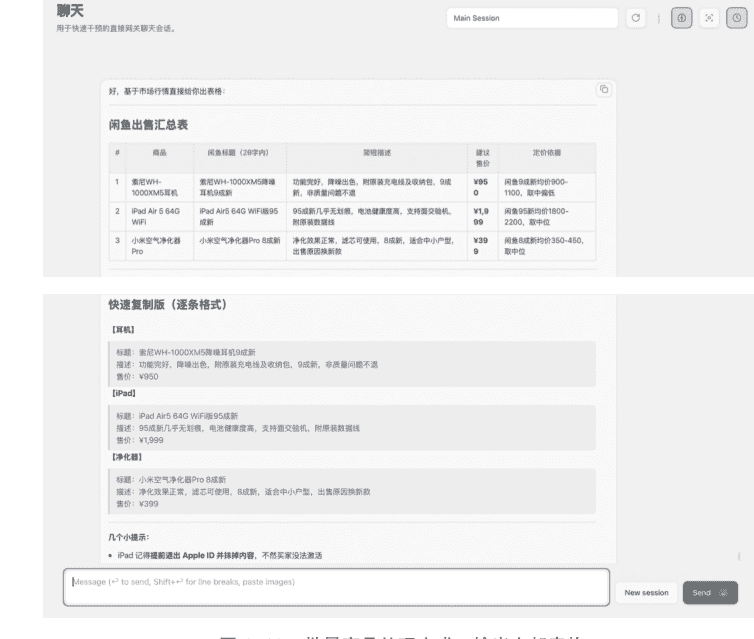 聊天
用于快速干预的直接网关聊天会话。
Main Session
好，基于市场行情直接给你出表格：
闲鱼出售汇总表
# 商品 闲鱼标题（20字内） 简短描述 建议售价 定价依据
1 索尼WH-1000XM5耳机 索尼WH-1000XM5降噪耳机9成新 功能完好，降噪出色，附原装充电线及收纳包，9成新，非质量问题不退 ¥950 闲鱼9成新均价900-1100，取中偏低
2 iPad Air 5 64G WiFi iPad Air5 64G WiFi版95成新 95成新几乎无划痕，电池健康度高，支持面交验机，附原装数据线 ¥1,999 闲鱼95新均价1800-2200，取中位
3 小米空气净化器Pro 小米空气净化器Pro 8成新 净化效果正常，滤芯可使用，8成新，适合中小户型，出售原因换新款 ¥399 闲鱼8成新均价350-450，取中位
快速复制版（逐条格式）
【耳机】
标题：索尼WH-1000XM5降噪耳机9成新
描述：功能完好，降噪出色，附原装充电线及收纳包，9成新，非质量问题不退
售价：¥950
【iPad】
标题：iPad Air5 64G WiFi版95成新
描述：95成新几乎无划痕，电池健康度高，支持面交验机，附原装数据线
售价：¥1,999
【净化器】
标题：小米空气净化器Pro 8成新
描述：净化效果正常，滤芯可使用，8成新，适合中小户型，出售原因换新款
售价：¥399
几个小提示：
• iPad 记得提前退出 Apple ID 并抹掉内容，不然买家没法激活
Message (↩ to send, Shift+↩ for line breaks, paste images)
New session
Send